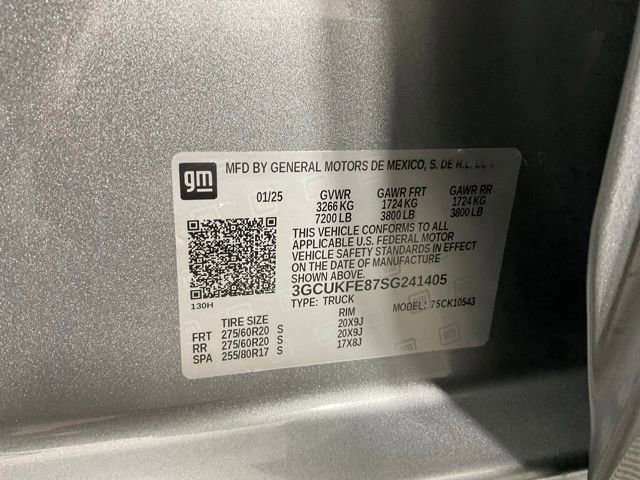 gm
MFD BY GENERAL MOTORS DE MEXICO, S. DE R.L. DE C
01/25 GVWR GAWR FRT GAWR RR
3266 KG 1724 KG 1724 KG
7200 LB 3800 LB 3800 LB
THIS VEHICLE CONFORMS TO ALL
APPLICABLE U.S. FEDERAL MOTOR
VEHICLE SAFETY STANDARDS IN EFFECT
ON THE DATE OF MANUFACTURE
SHOWN ABOVE.
3GCUKFE87SG241405
130H
TYPE: TRUCK MODEL: 75CK10543
TIRE SIZE RIM
FRT 275/60R20 S 20X9J
RR 275/60R20 S 20X9J
SPA 255/80R17 S 17X8J